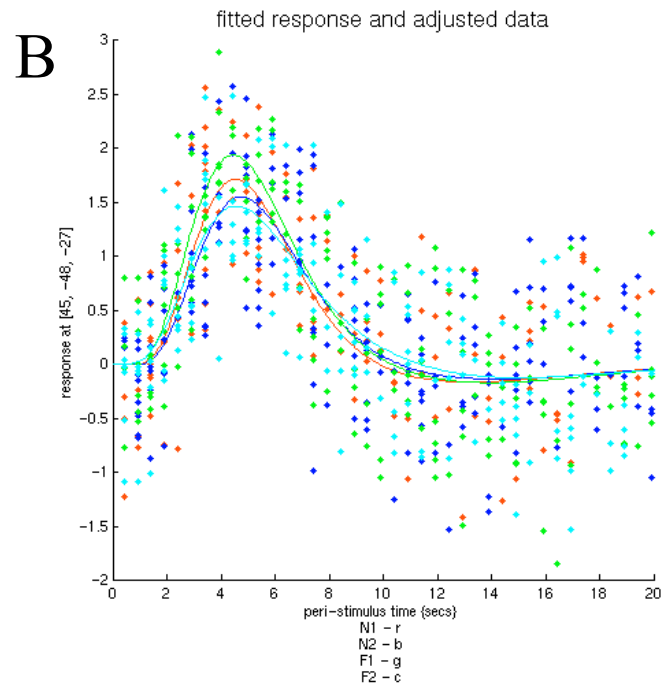 fitted response and adjusted data
B
3
2.5
2
1.5
1
0.5
0
−0.5
−1
−1.5
−2
response at [45, −48, −27]
0 2 4 6 8 10 12 14 16 18 20
peri−stimulus time {secs}
N1 − r
N2 − b
F1 − g
F2 − c